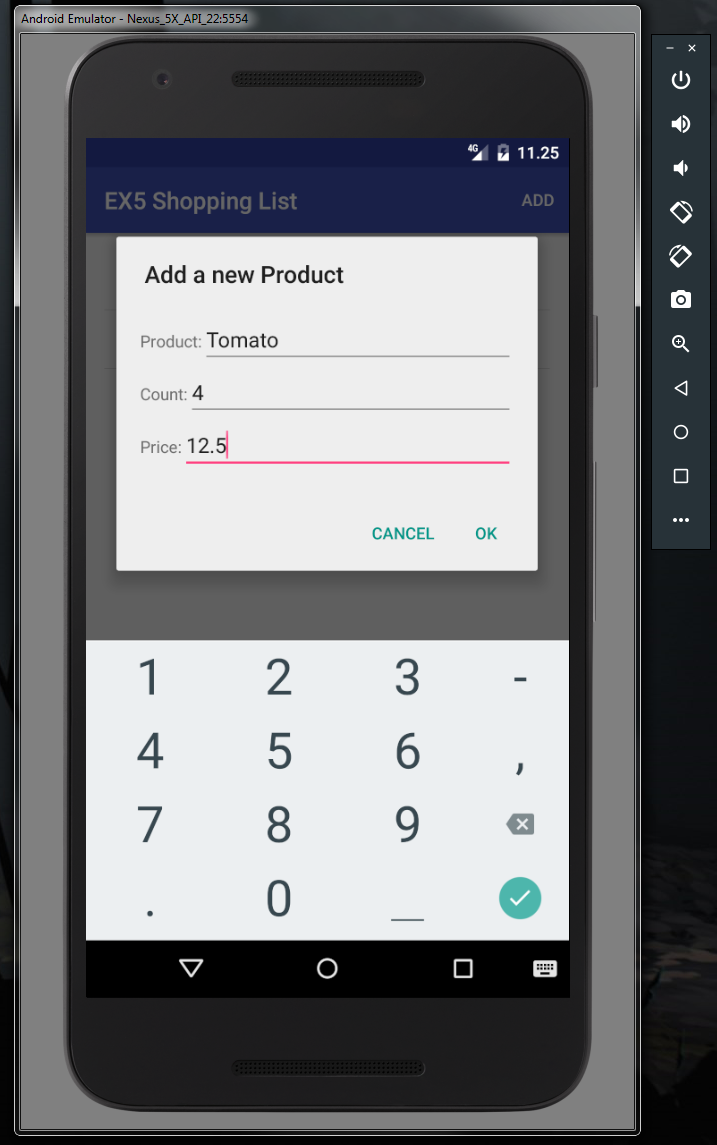 Android Emulator - Nexus_5X_API_22:5554
4G 11.25
EX5 Shopping List ADD
Add a new Product
Product: Tomato
Count: 4
Price: 12.5
CANCEL OK
1 2 3 -
4 5 6 ,
7 8 9
. 0 _